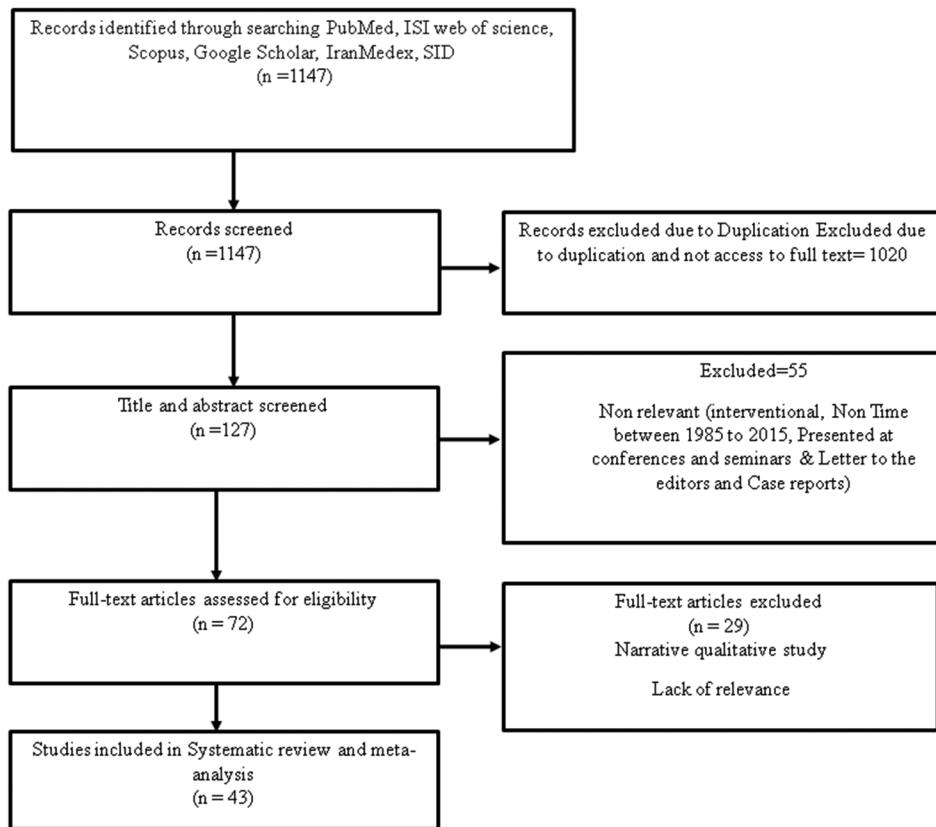 Records identified through searching PubMed, ISI web of science,
Scopus, Google Scholar, IranMedex, SID
(n =1147)
Records screened
(n =1147)
Records excluded due to Duplication Excluded due
to duplication and not access to full text= 1020
Title and abstract screened
(n =127)
Excluded=55
Non relevant (interventional, Non Time
between 1985 to 2015, Presented at
conferences and seminars & Letter to the
editors and Case reports)
Full-text articles assessed for eligibility
(n = 72)
Full-text articles excluded
(n = 29)
Narrative qualitative study
Lack of relevance
Studies included in Systematic review and meta-
analysis
(n = 43)